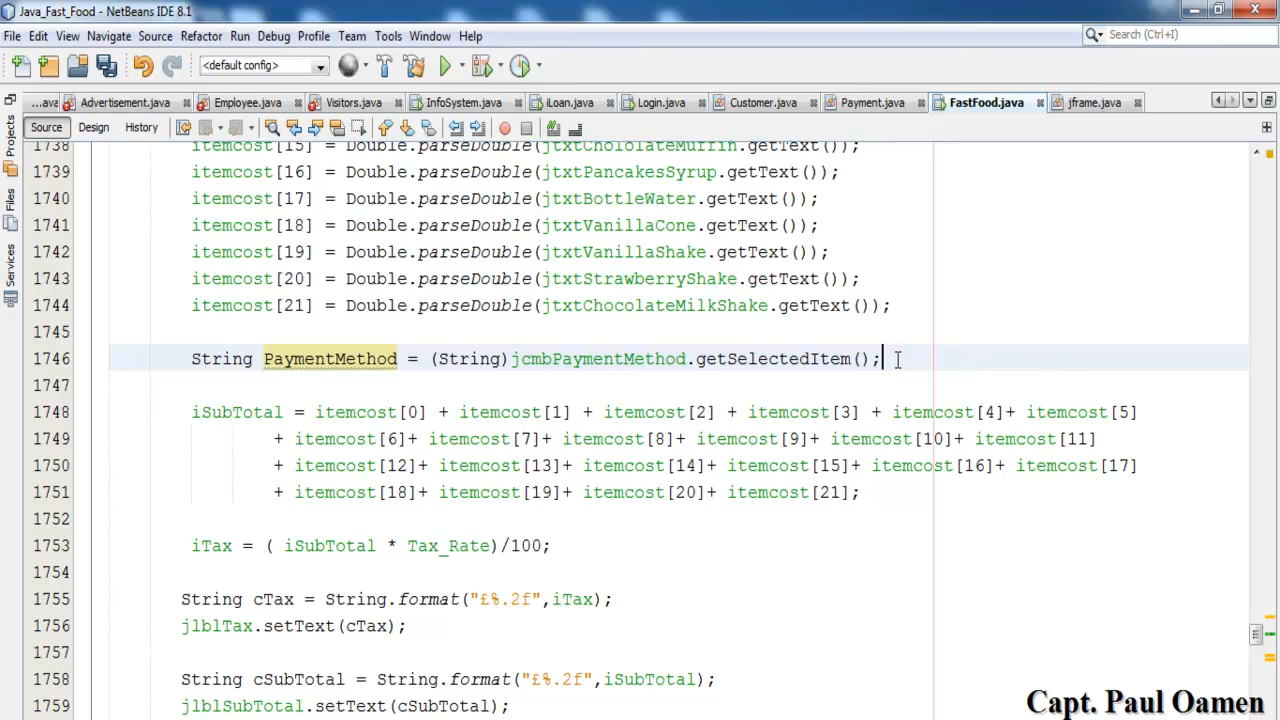 Java_Fast_Food - NetBeans IDE 8.1
File Edit View Navigate Source Refactor Run Debug Profile Team Tools Window Help
Search (Ctrl+I)
<default config>
...ava Advertisement.java Employee.java Visitors.java InfoSystem.java iLoan.java Login.java Customer.java Payment.java FastFood.java jframe.java
Source Design History
Projects
Files
Services
1738 itemcost[15] = Double.parseDouble(jtxtChololateMuffin.getText());
1739 itemcost[16] = Double.parseDouble(jtxtPancakesSyrup.getText());
1740 itemcost[17] = Double.parseDouble(jtxtBottleWater.getText());
1741 itemcost[18] = Double.parseDouble(jtxtVanillaCone.getText());
1742 itemcost[19] = Double.parseDouble(jtxtVanillaShake.getText());
1743 itemcost[20] = Double.parseDouble(jtxtStrawberryShake.getText());
1744 itemcost[21] = Double.parseDouble(jtxtChocolateMilkShake.getText());
1745
1746 String PaymentMethod = (String)jcmbPaymentMethod.getSelectedItem();
1748 iSubTotal = itemcost[0] + itemcost[1] + itemcost[2] + itemcost[3] + itemcost[4]+ itemcost[5]
1749 + itemcost[6]+ itemcost[7]+ itemcost[8]+ itemcost[9]+ itemcost[10]+ itemcost[11]
1750 + itemcost[12]+ itemcost[13]+ itemcost[14]+ itemcost[15]+ itemcost[16]+ itemcost[17]
1751 + itemcost[18]+ itemcost[19]+ itemcost[20]+ itemcost[21];
1752
1753 iTax = ( iSubTotal * Tax_Rate)/100;
1754
1755 String cTax = String.format("£%.2f",iTax);
1756 jlblTax.setText(cTax);
1757
1758 String cSubTotal = String.format("£%.2f",iSubTotal);
1759 jlblSubTotal.setText(cSubTotal);
Capt. Paul Oamen